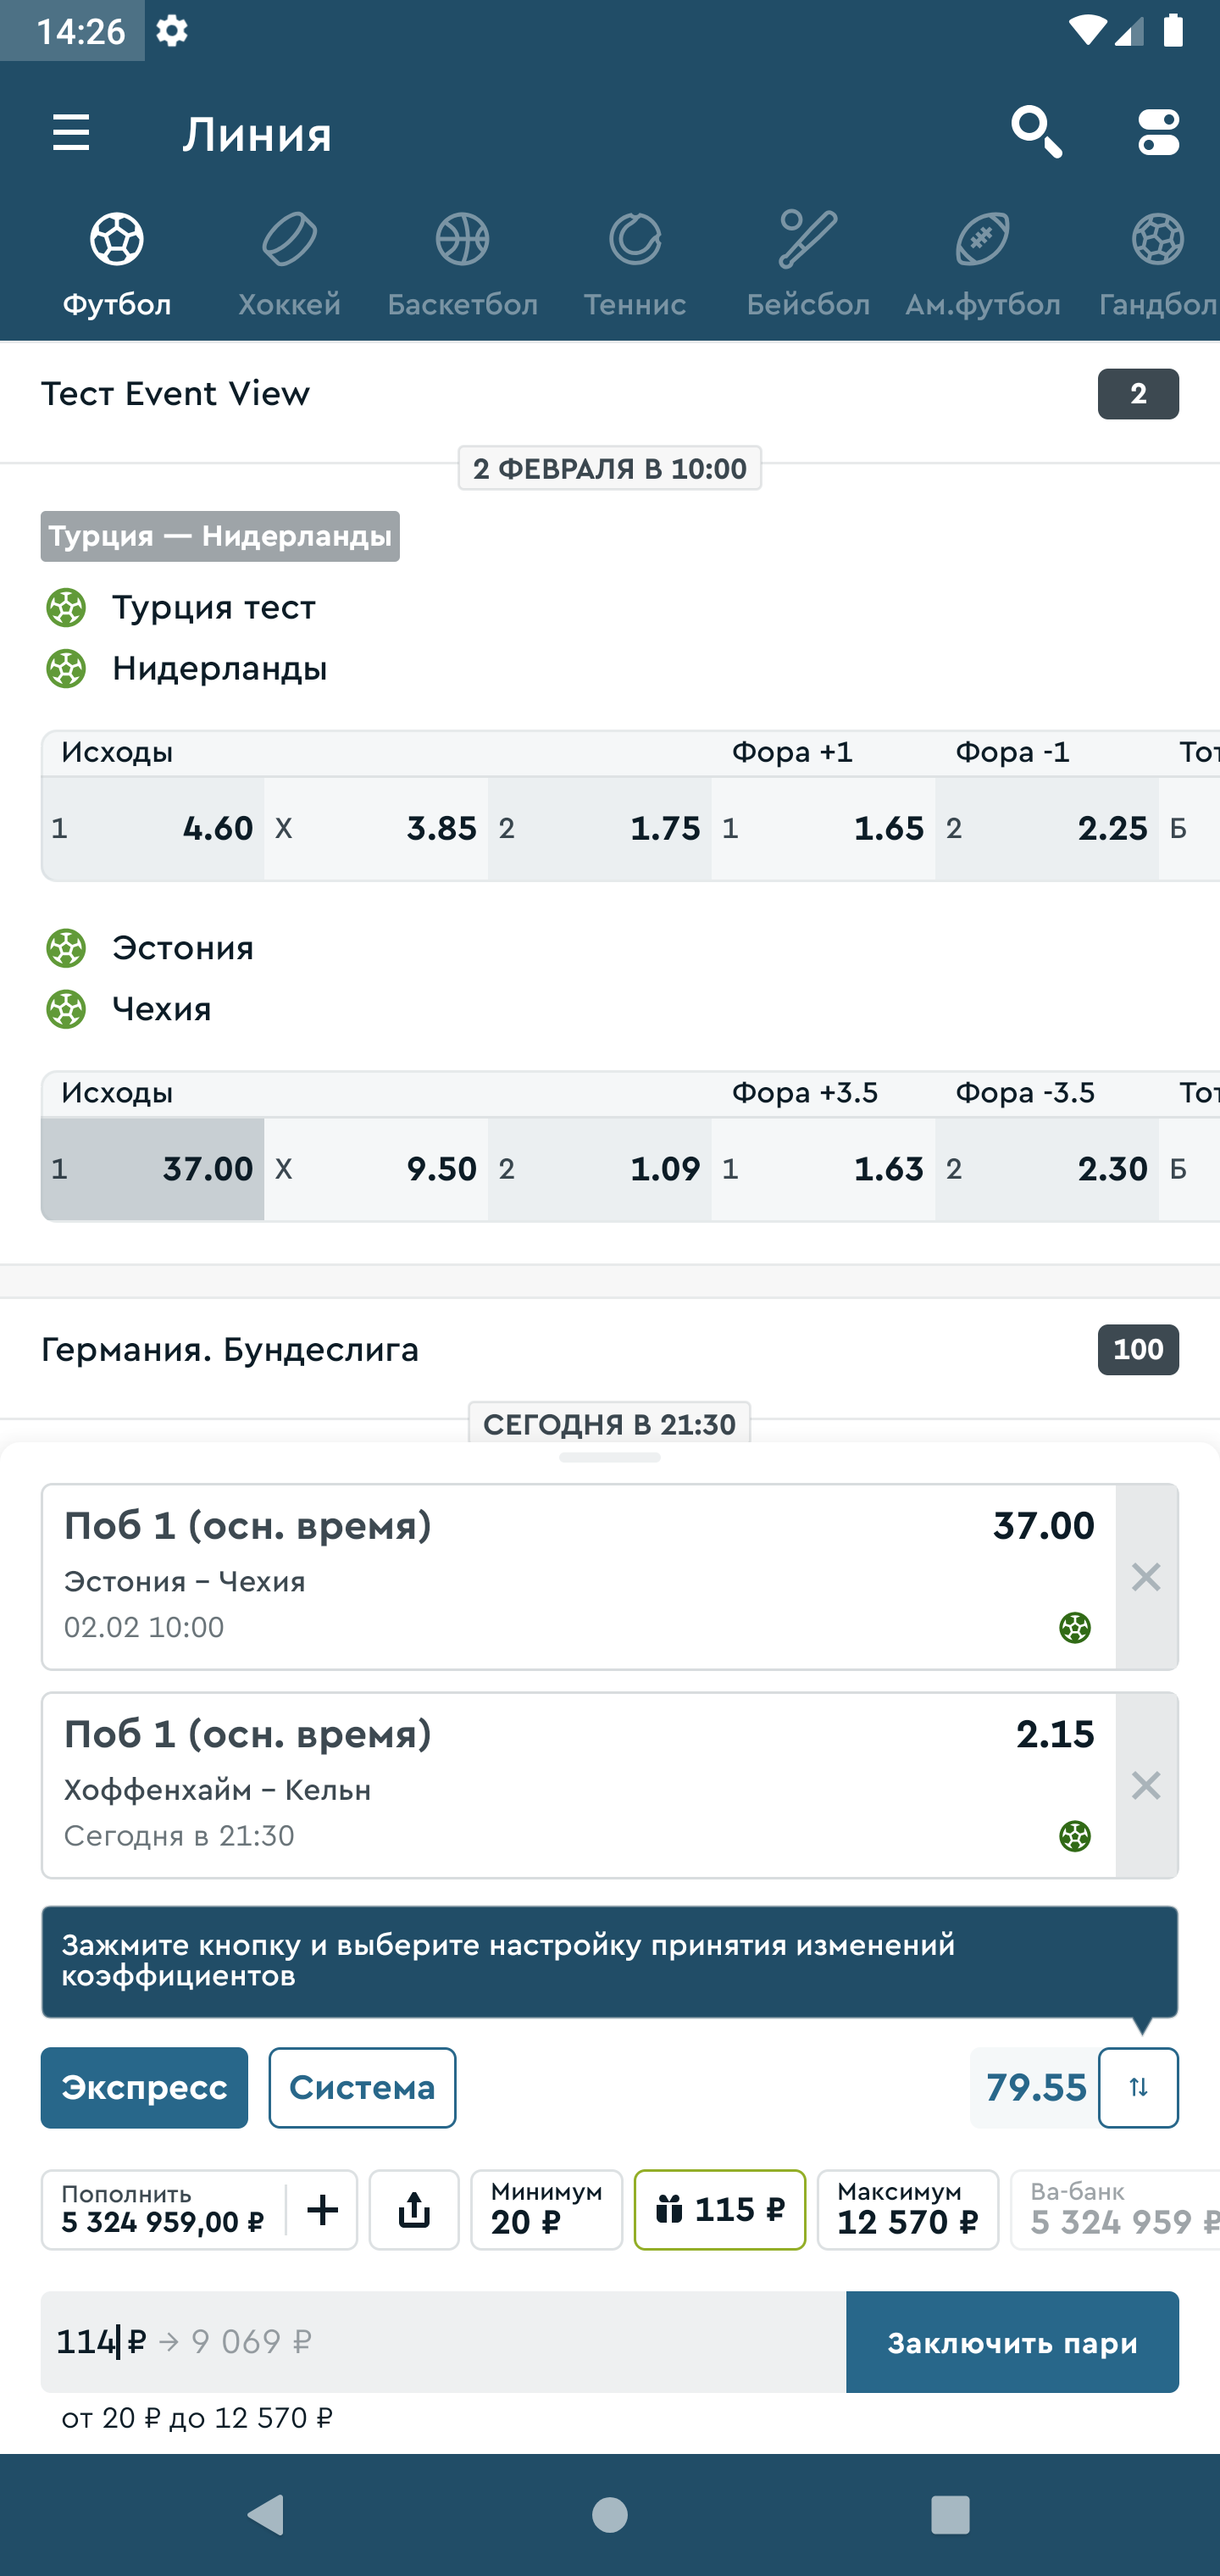 14:26
Линия
Футбол Хоккей Баскетбол Теннис Бейсбол Ам.футбол Гандбол
Тест Event View 2
2 ФЕВРАЛЯ В 10:00
Турция — Нидерланды
Турция тест
Нидерланды
Исходы Фора +1 Фора -1 Тот
1 4.60 X 3.85 2 1.75 1 1.65 2 2.25 Б
Эстония
Чехия
Исходы Фора +3.5 Фора -3.5 Тот
1 37.00 X 9.50 2 1.09 1 1.63 2 2.30 Б
Германия. Бундеслига 100
СЕГОДНЯ В 21:30
Поб 1 (осн. время) 37.00
Эстония – Чехия
02.02 10:00
Поб 1 (осн. время) 2.15
Хоффенхайм – Кельн
Сегодня в 21:30
Зажмите кнопку и выберите настройку принятия изменений
коэффициентов
Экспресс Система 79.55
Пополнить Минимум Максимум Ва-банк
5 324 959,00 ₽ 20 ₽ 115 ₽ 12 570 ₽ 5 324 959 ₽
114 ₽ → 9 069 ₽ Заключить пари
от 20 ₽ до 12 570 ₽